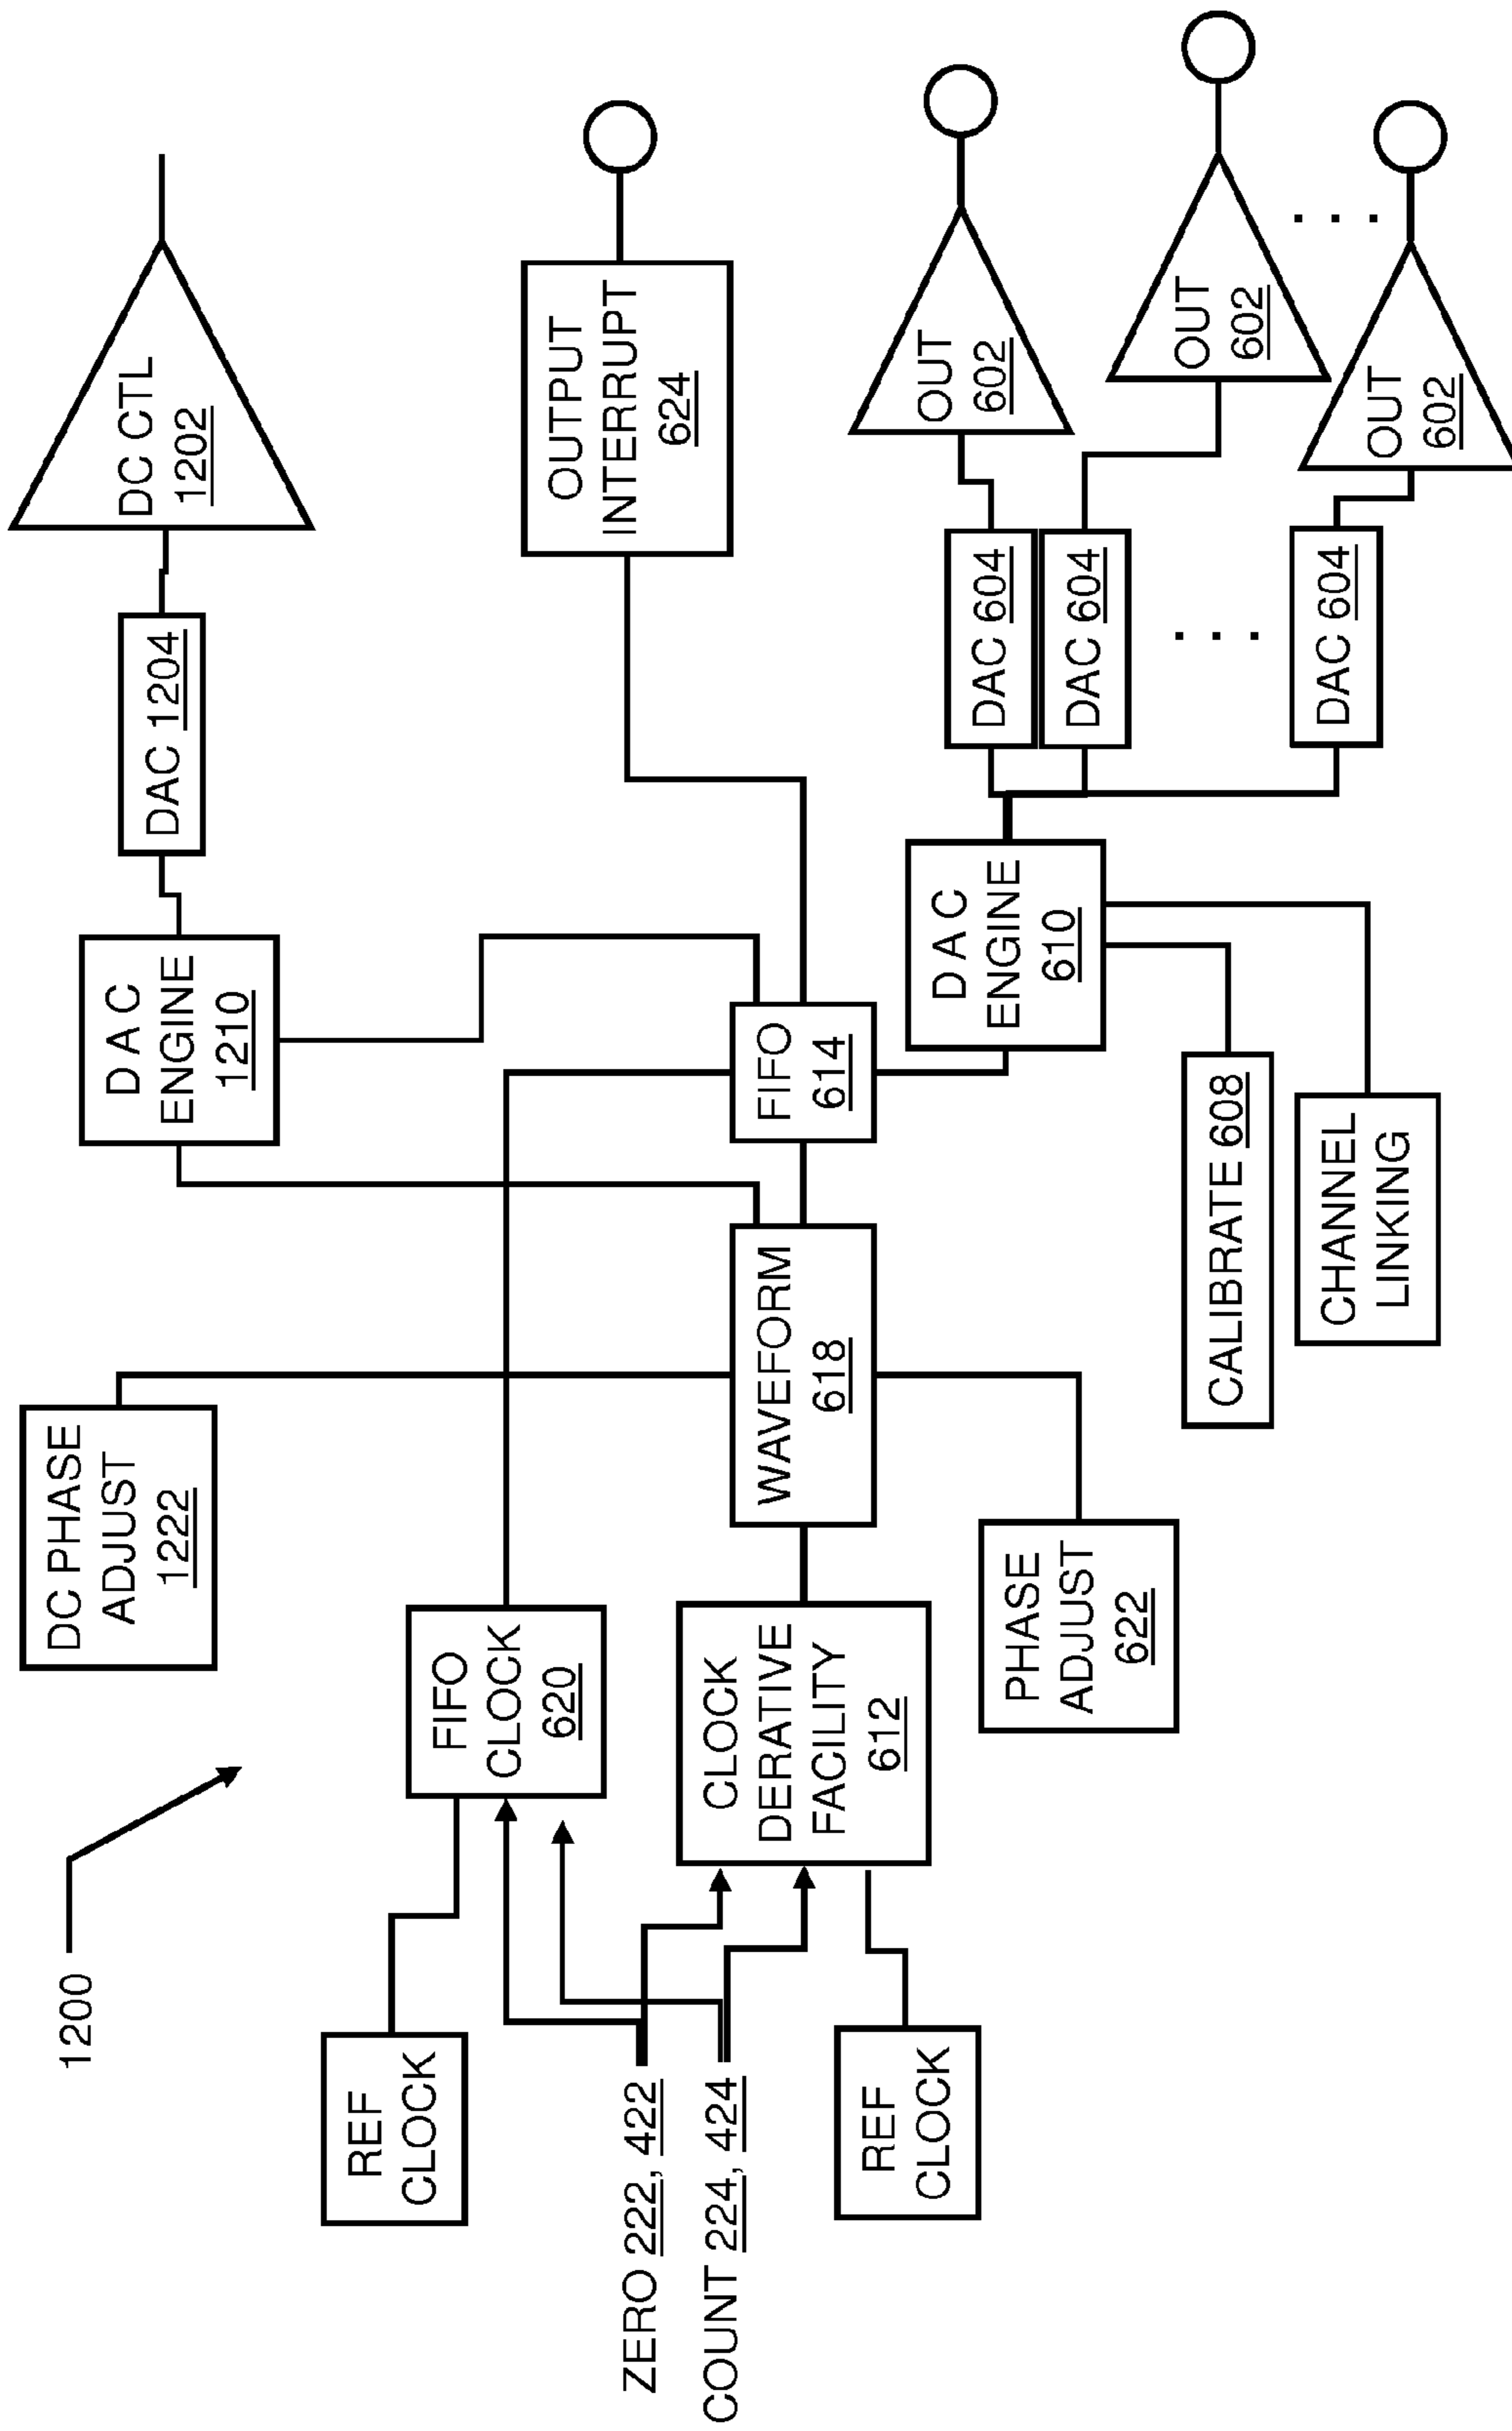 1200
DC PHASE
ADJUST
1222
D A C
ENGINE
1210
DAC 1204
DC CTL
1202
REF
CLOCK
FIFO
CLOCK
620
OUTPUT
INTERRUPT
624
ZERO 222, 422
COUNT 224, 424
CLOCK
DERATIVE
FACILITY
612
WAVEFORM
618
FIFO
614
REF
CLOCK
PHASE
ADJUST
622
D A C
ENGINE
610
DAC 604
OUT
602
DAC 604
OUT
602
. . .
. . .
CALIBRATE 608
CHANNEL
LINKING
DAC 604
OUT
602